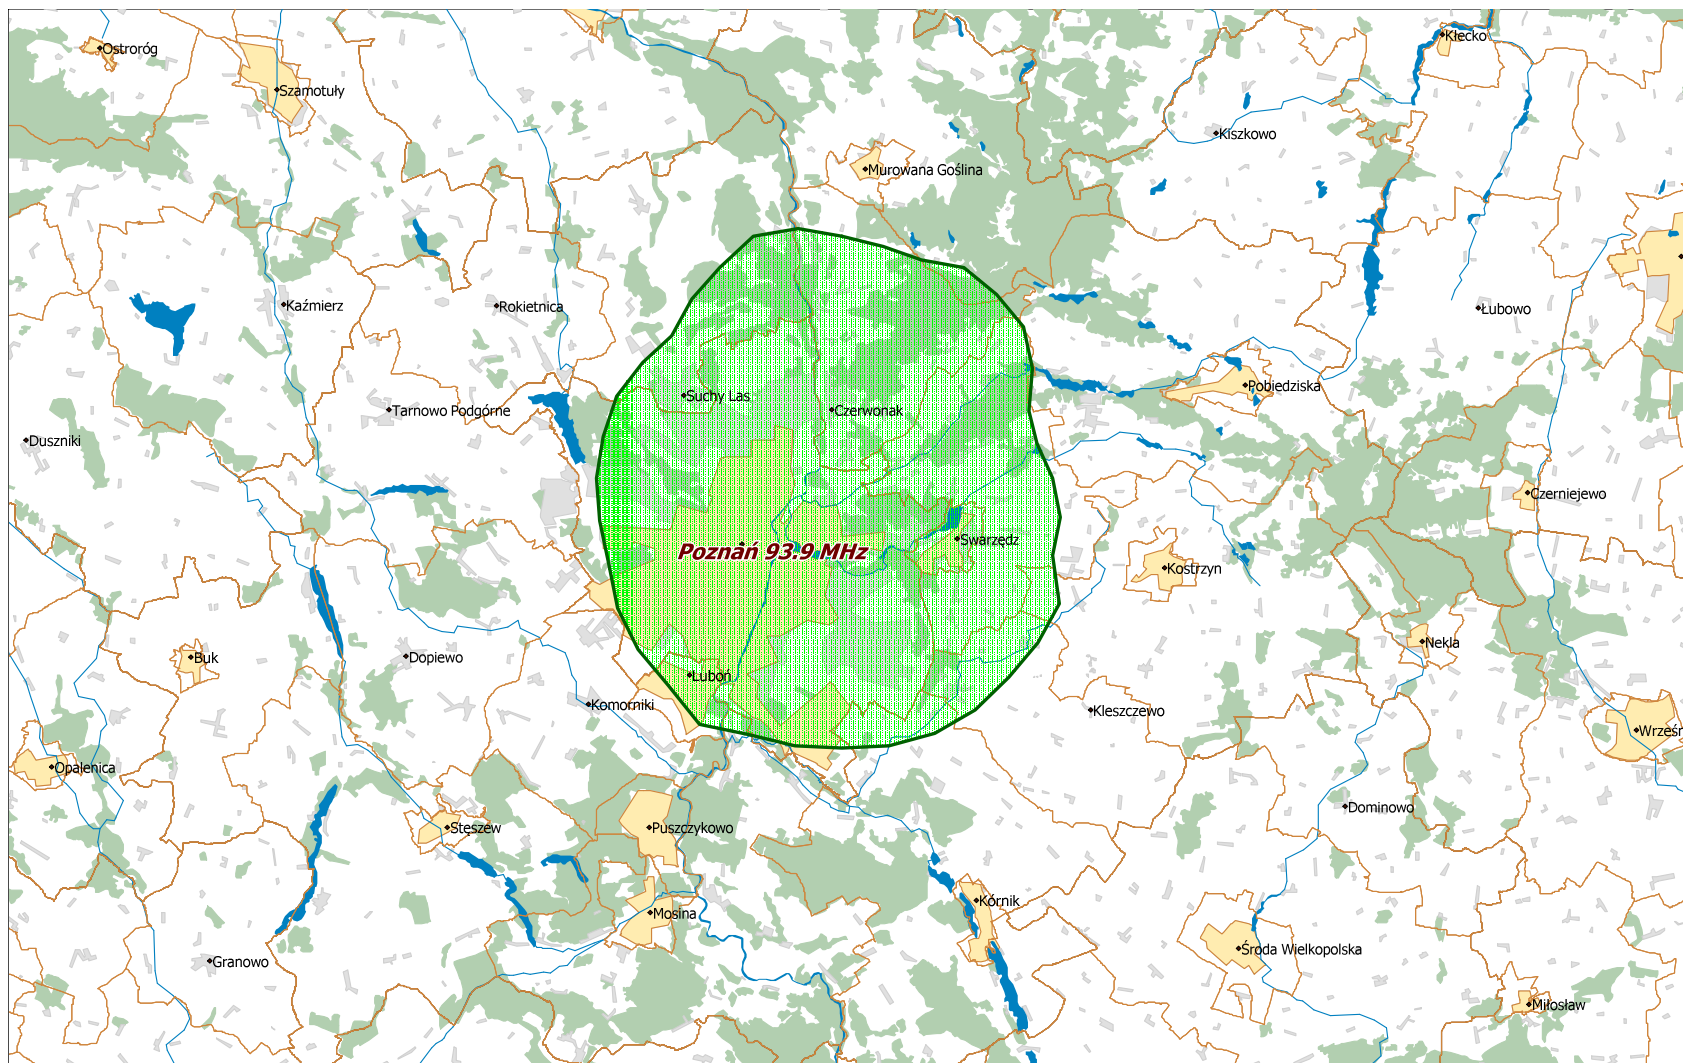 Ostroróg
Kłecko
Szamotuły
Kiszkowo
Murowana Goślina
Kaźmierz
Rokietnica
Łubowo
Pobiedziska
Suchy Las
Tarnowo Podgórne
Czerwonak
Duszniki
Czerniejewo
Swarzędz
Poznań 93.9 MHz
Kostrzyn
Nekla
Buk
Dopiewo
Luboń
Komorniki
Kleszczewo
Wrześn
Opalenica
Dominowo
Stęszew
Puszczykowo
Kórnik
Mosina
Środa Wielkopolska
Granowo
Miłosław